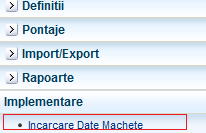 Definitii
Pontaje
Import/Export
Rapoarte
Implementare
Incarcare Date Machete